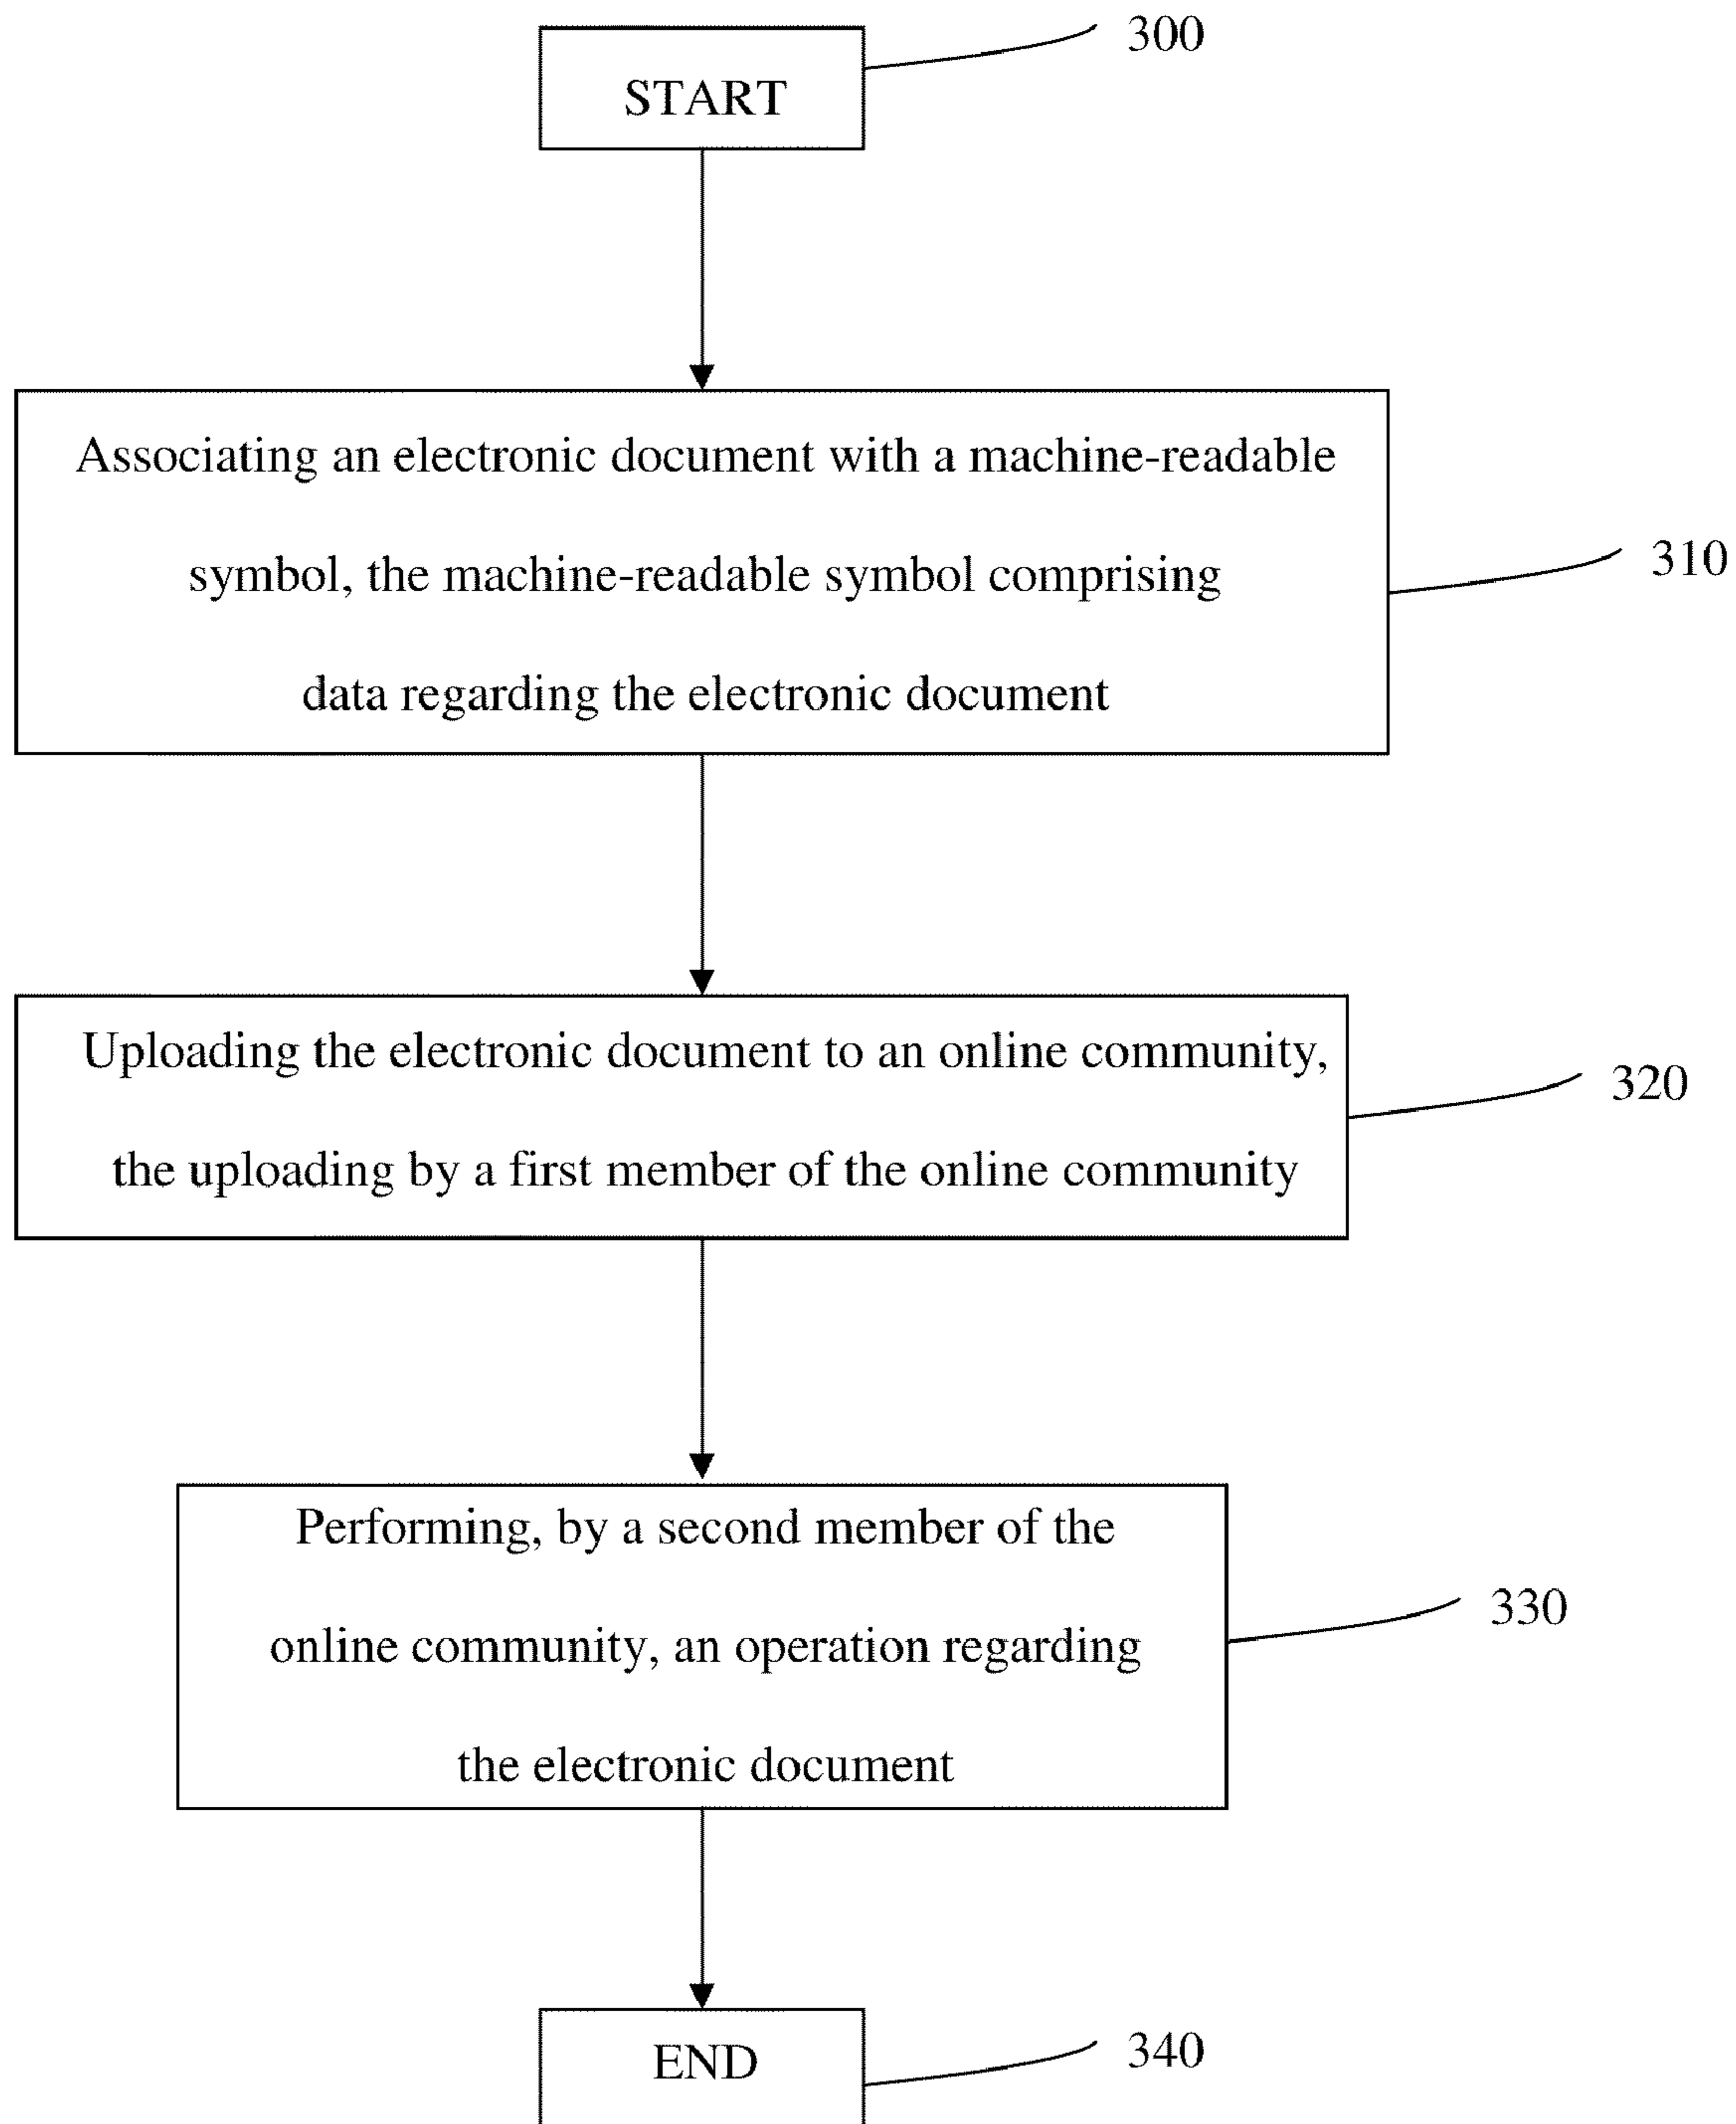 300
START
Associating an electronic document with a machine-readable
symbol, the machine-readable symbol comprising
data regarding the electronic document
310
Uploading the electronic document to an online community,
the uploading by a first member of the online community
320
Performing, by a second member of the
online community, an operation regarding
the electronic document
330
END
340